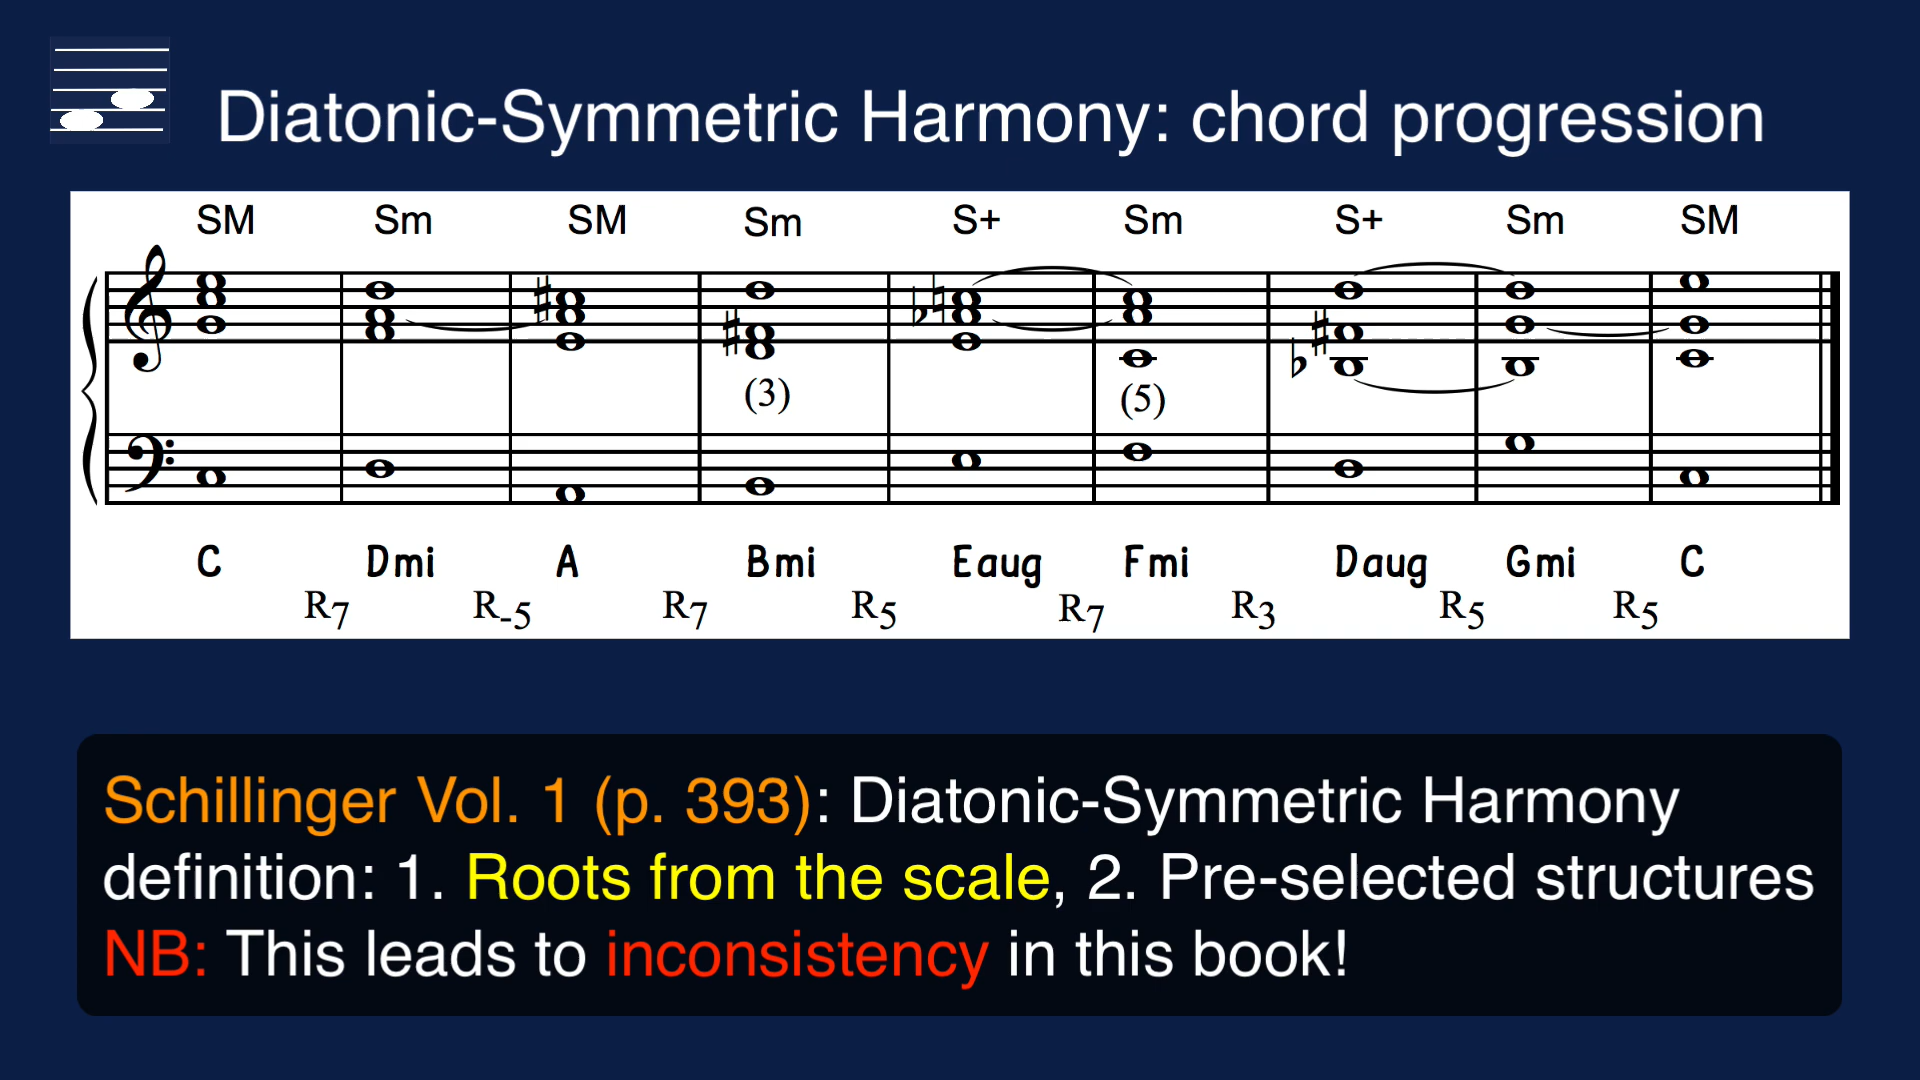 Diatonic-Symmetric Harmony: chord progression
SM Sm SM Sm S+ Sm S+ Sm SM
(3) (5)
C Dmi A Bmi Eaug Fmi Daug Gmi C
R7 R-5 R7 R5 R7 R3 R5 R5
Schillinger Vol. 1 (p. 393): Diatonic-Symmetric Harmony
definition: 1. Roots from the scale, 2. Pre-selected structures
NB: This leads to inconsistency in this book!